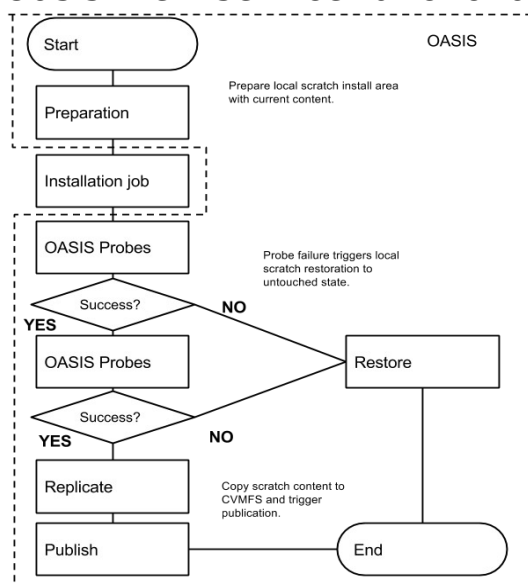 Start
OASIS
Prepare local scratch install area
with current content.
Preparation
Installation job
OASIS Probes
Probe failure triggers local
scratch restoration to
untouched state.
Success?
NO
YES
OASIS Probes
Restore
Success?
YES
NO
Replicate
Copy scratch content to
CVMFS and trigger
publication.
Publish
End